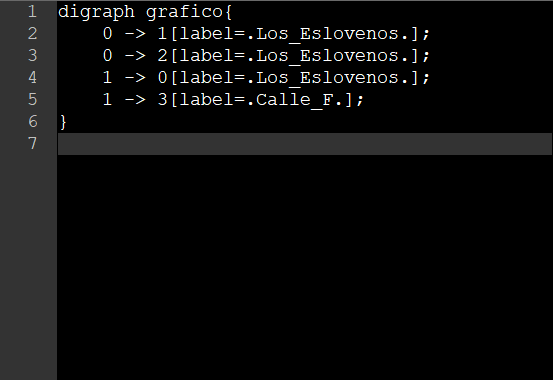 1 digraph grafico{
2     0 -> 1[label=.Los_Eslovenos.];
3     0 -> 2[label=.Los_Eslovenos.];
4     1 -> 0[label=.Los_Eslovenos.];
5     1 -> 3[label=.Calle_F.];
6 }
7